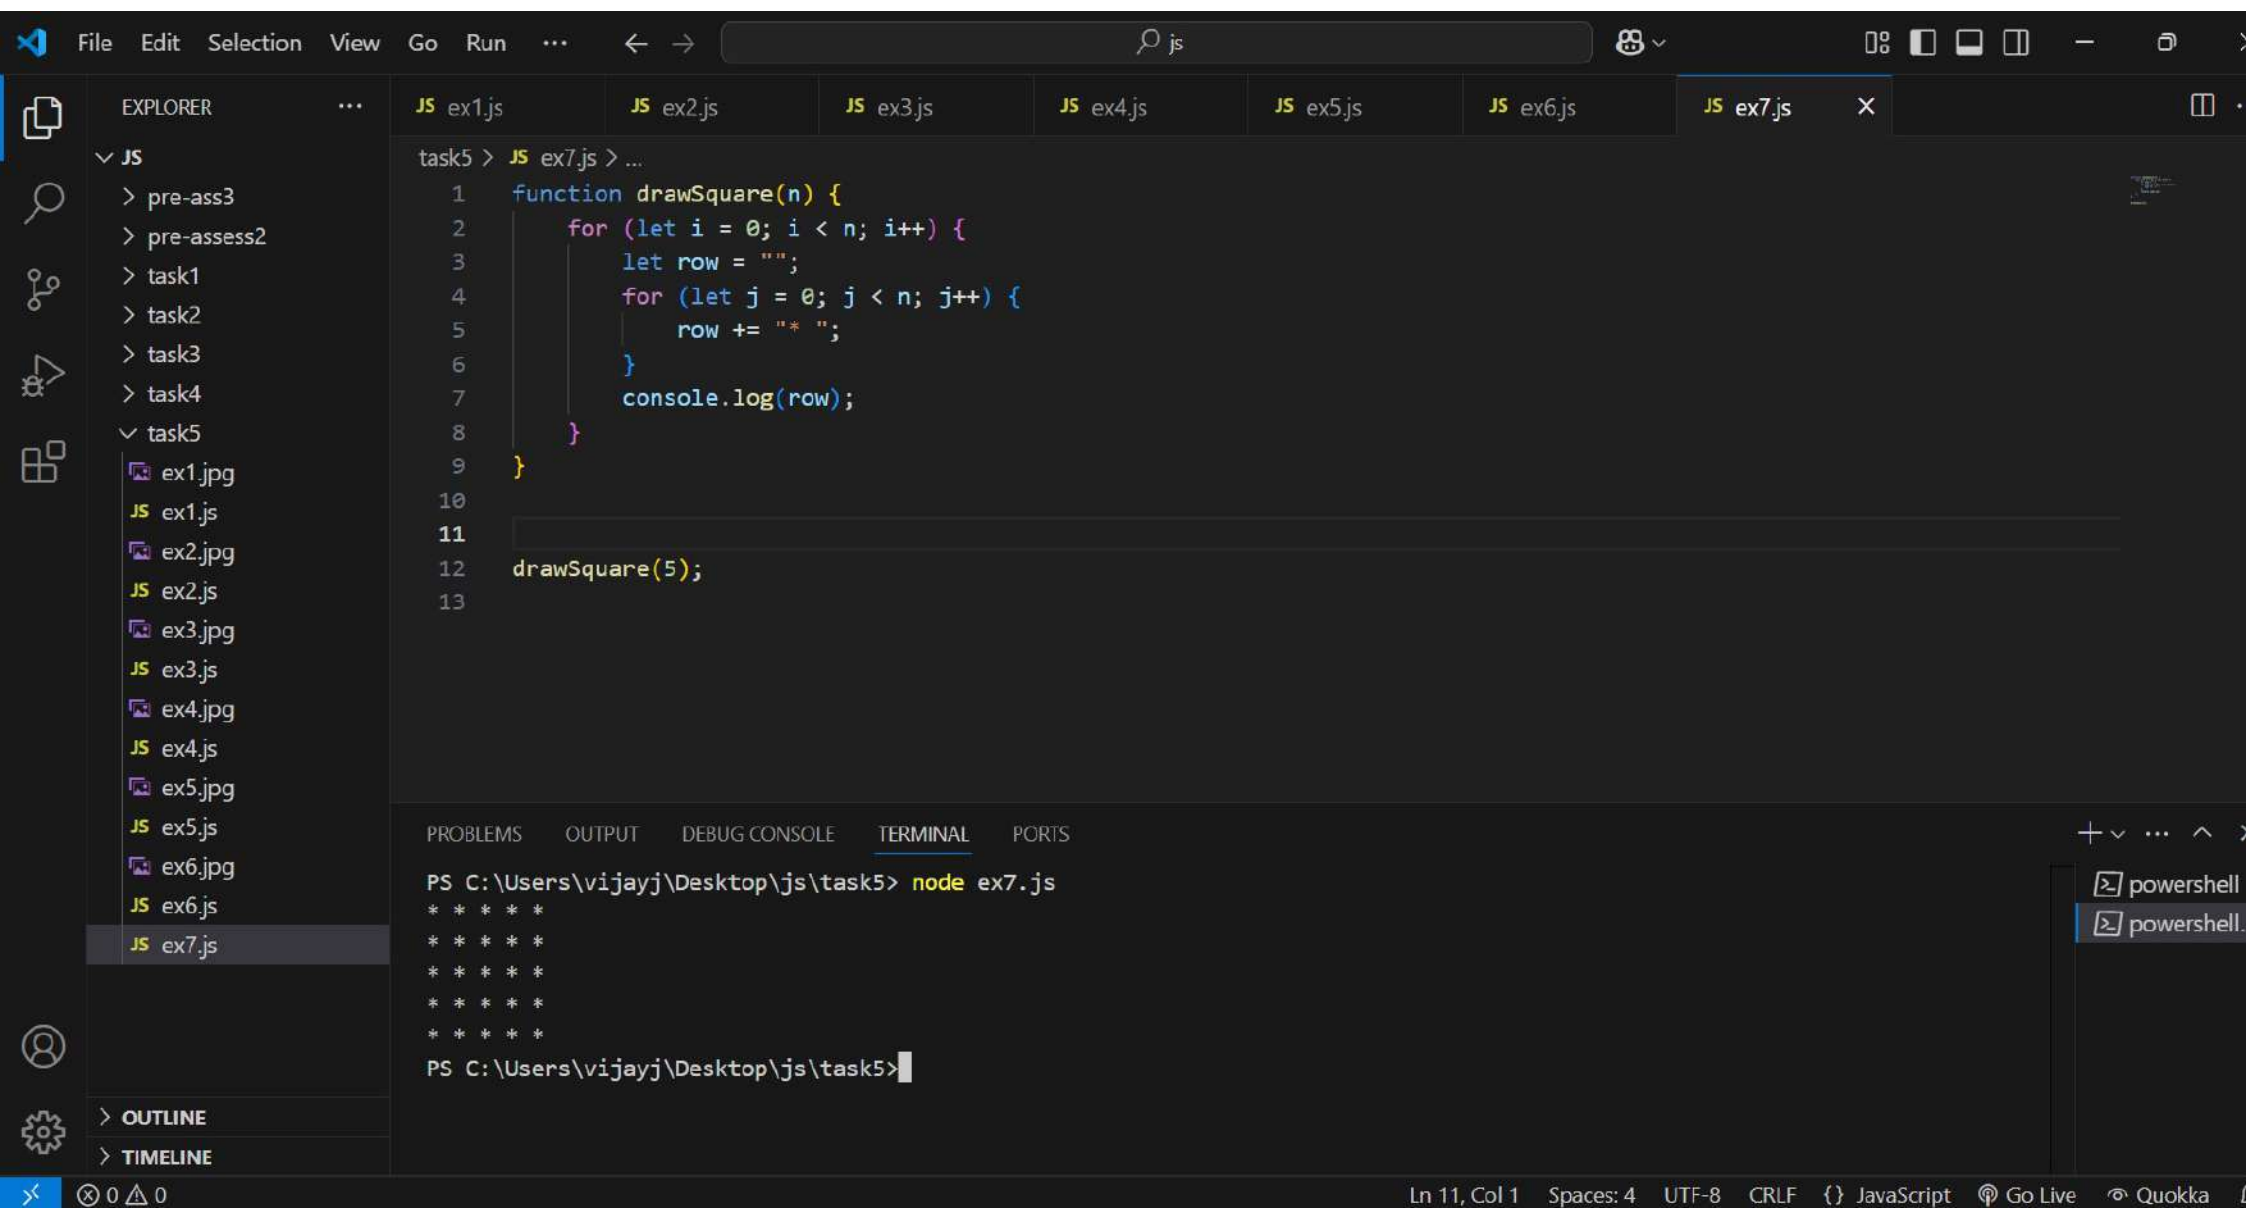 File Edit Selection View Go Run ... js
EXPLORER ...
JS
pre-ass3
pre-assess2
task1
task2
task3
task4
task5
ex1.jpg
JS ex1.js
ex2.jpg
JS ex2.js
ex3.jpg
JS ex3.js
ex4.jpg
JS ex4.js
ex5.jpg
JS ex5.js
ex6.jpg
JS ex6.js
JS ex7.js
OUTLINE
TIMELINE
JS ex1.js JS ex2.js JS ex3.js JS ex4.js JS ex5.js JS ex6.js JS ex7.js
task5 > JS ex7.js > ...
1 function drawSquare(n) {
2     for (let i = 0; i < n; i++) {
3         let row = "";
4         for (let j = 0; j < n; j++) {
5             row += "* ";
6         }
7         console.log(row);
8     }
9 }
10
11
12 drawSquare(5);
13
PROBLEMS OUTPUT DEBUG CONSOLE TERMINAL PORTS
PS C:\Users\vijayj\Desktop\js\task5> node ex7.js
* * * * *
* * * * *
* * * * *
* * * * *
* * * * *
PS C:\Users\vijayj\Desktop\js\task5>
powershell
powershell.
0 0 Ln 11, Col 1 Spaces: 4 UTF-8 CRLF {} JavaScript Go Live Quokka